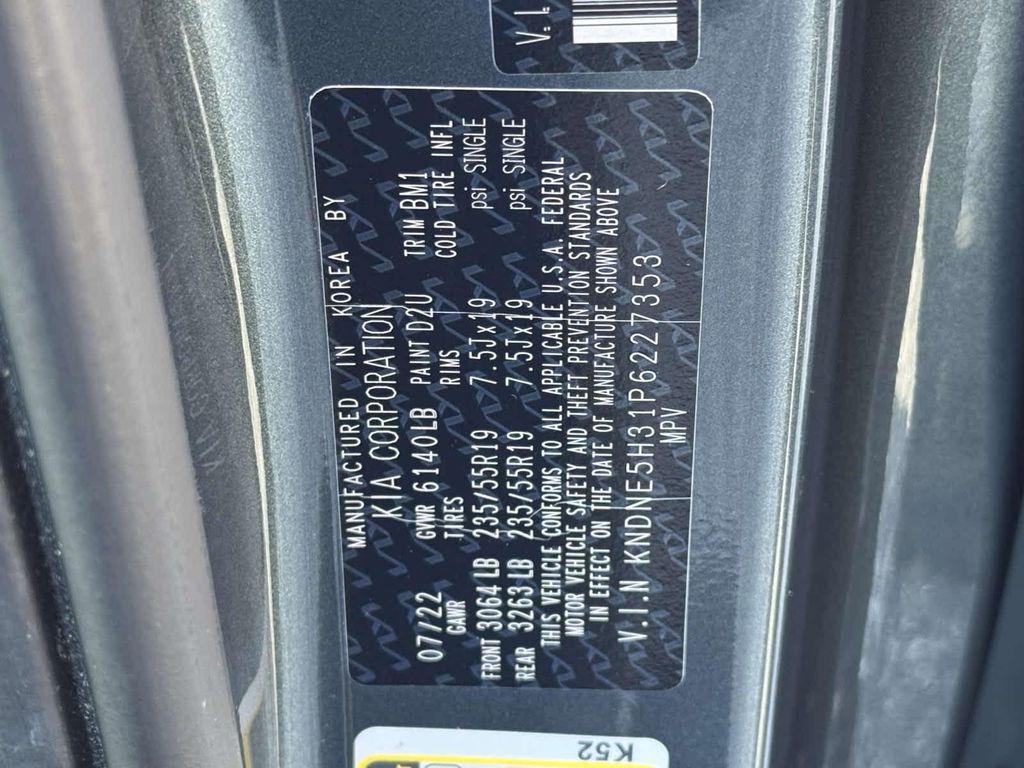 V.I.
MANUFACTURED IN KOREA BY
KIA CORPORATION
07/22 GVWR 6140LB PAINT D2U TRIM BM1
GAWR TIRES RIMS COLD TIRE INFL
FRONT 3064LB 235/55R19 7.5Jx19 psi SINGLE
REAR 3263LB 235/55R19 7.5Jx19 psi SINGLE
THIS VEHICLE CONFORMS TO ALL APPLICABLE U.S.A. FEDERAL
MOTOR VEHICLE SAFETY AND THEFT PREVENTION STANDARDS
IN EFFECT ON THE DATE OF MANUFACTURE SHOWN ABOVE
V.I.N KNDNE5H31P6227353
MPV
K52